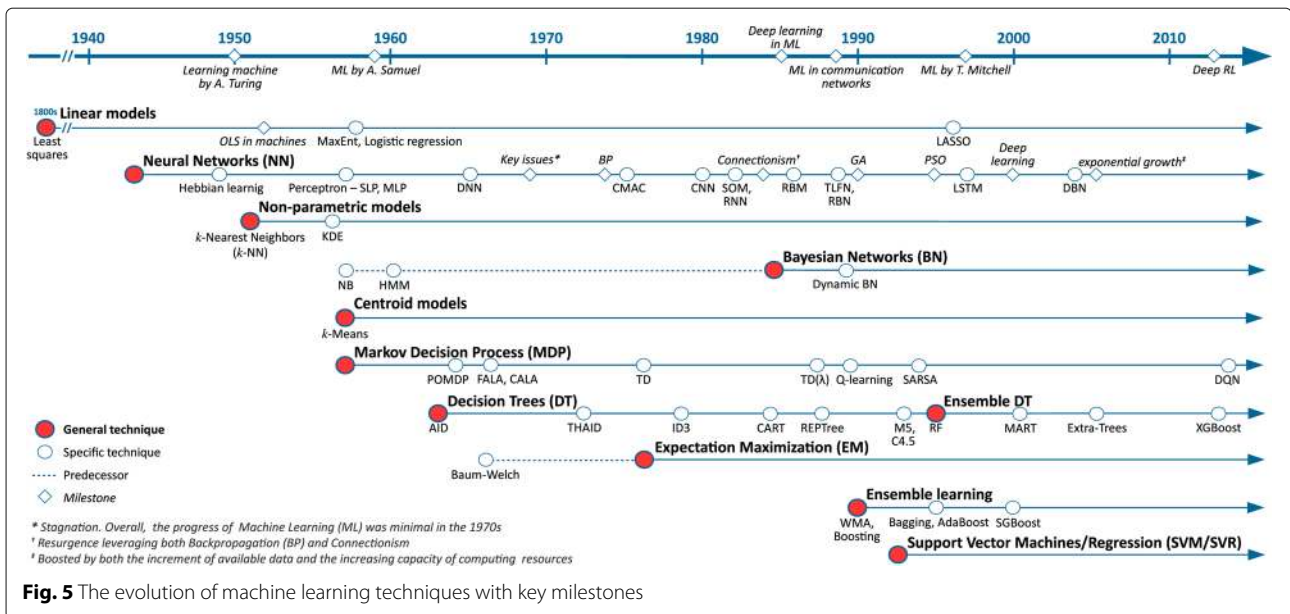 1940 1950 1960 1970 1980 1990 2000 2010
Deep learning
in ML
Learning machine
by A. Turing
ML by A. Samuel
ML in communication
networks
ML by T. Mitchell
Deep RL
1800s Linear models
Least
squares
OLS in machines
MaxEnt, Logistic regression
LASSO
Neural Networks (NN)
Key issues*
BP
Connectionism†
GA
PSO
Deep
learning
exponential growth‡
Hebbian learnig
Perceptron – SLP, MLP
DNN
CMAC
CNN
SOM,
RNN
RBM
TLFN,
RBN
LSTM
DBN
Non-parametric models
k-Nearest Neighbors
(k-NN)
KDE
Bayesian Networks (BN)
NB
HMM
Dynamic BN
Centroid models
k-Means
Markov Decision Process (MDP)
POMDP
FALA, CALA
TD
TD(λ)
Q-learning
SARSA
DQN
Decision Trees (DT)
Ensemble DT
AID
THAID
ID3
CART
REPTree
M5,
C4.5
RF
MART
Extra-Trees
XGBoost
Expectation Maximization (EM)
Baum-Welch
Ensemble learning
WMA,
Boosting
Bagging, AdaBoost
SGBoost
Support Vector Machines/Regression (SVM/SVR)
General technique
Specific technique
Predecessor
Milestone
* Stagnation. Overall, the progress of Machine Learning (ML) was minimal in the 1970s
† Resurgence leveraging both Backpropagation (BP) and Connectionism
‡ Boosted by both the increment of available data and the increasing capacity of computing resources
Fig. 5 The evolution of machine learning techniques with key milestones